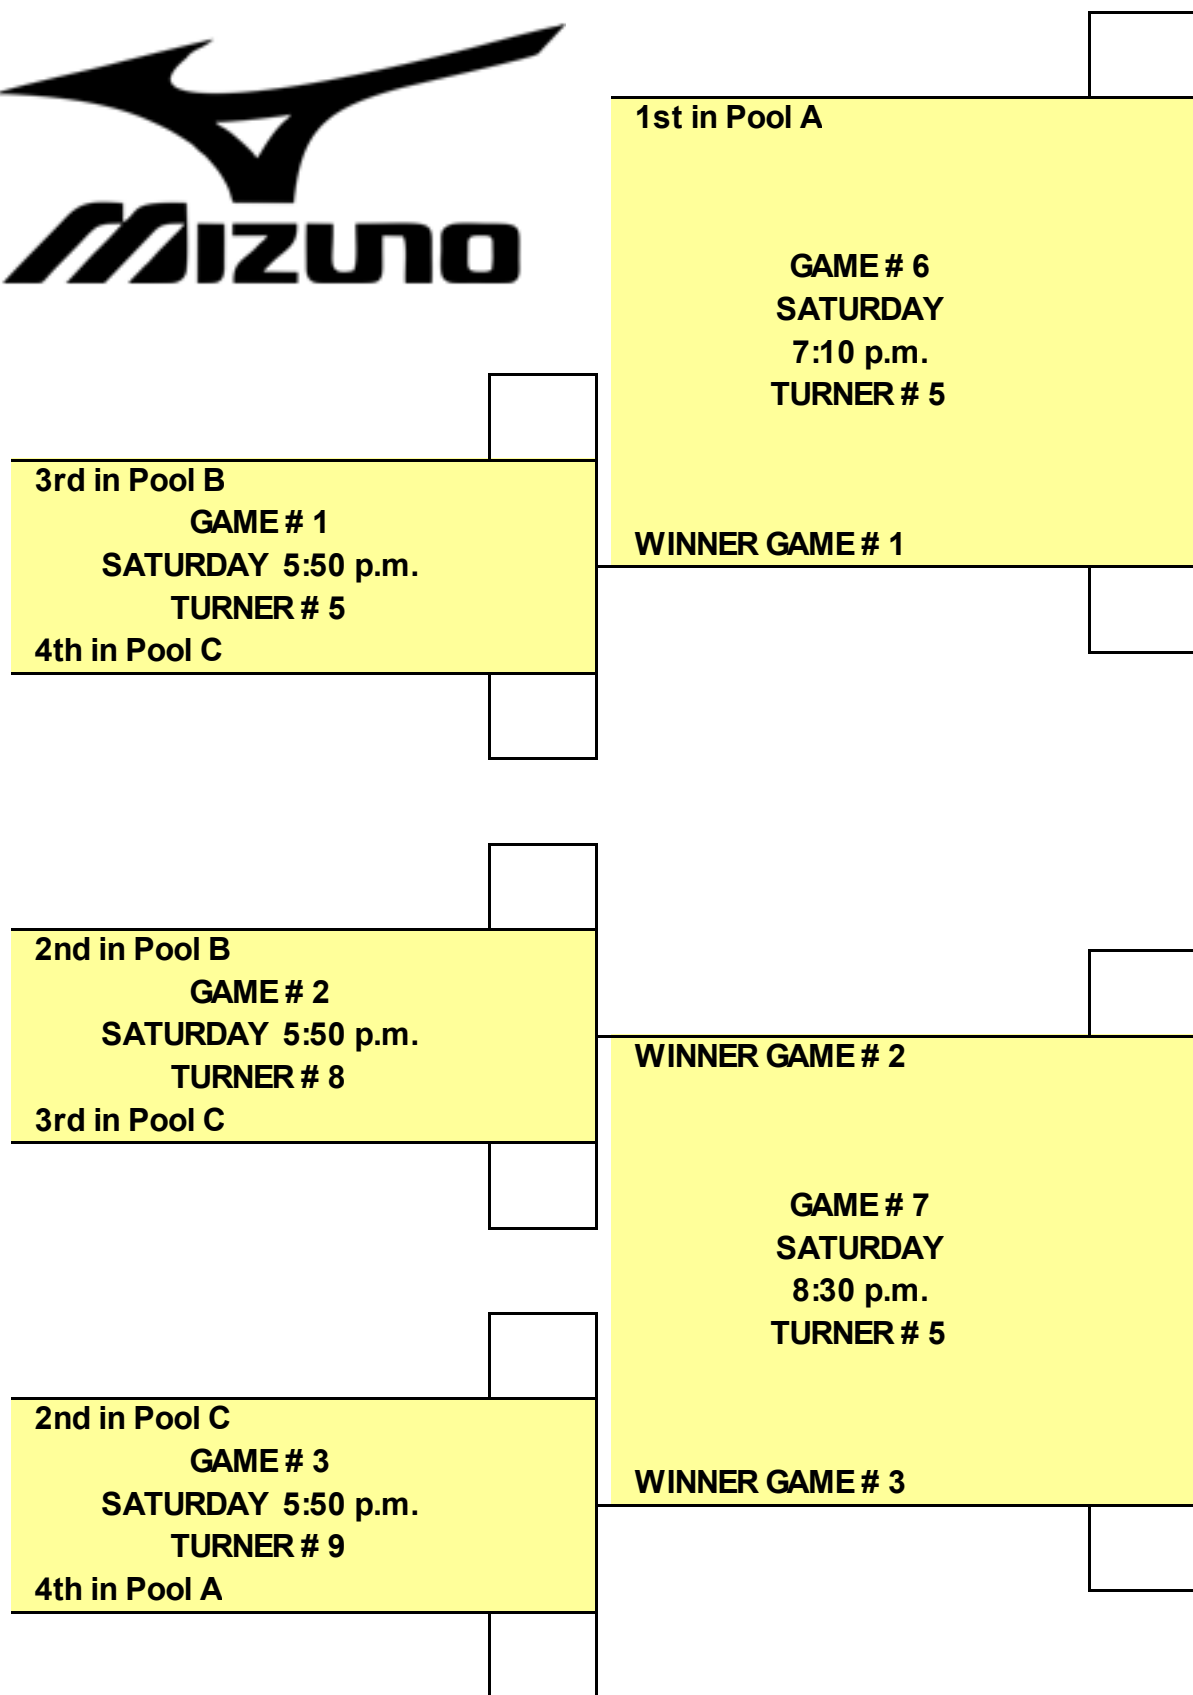 MIZUNO
1st in Pool A
GAME # 6
SATURDAY
7:10 p.m.
TURNER # 5
WINNER GAME # 1
3rd in Pool B
GAME # 1
SATURDAY 5:50 p.m.
TURNER # 5
4th in Pool C
2nd in Pool B
GAME # 2
SATURDAY 5:50 p.m.
TURNER # 8
3rd in Pool C
WINNER GAME # 2
GAME # 7
SATURDAY
8:30 p.m.
TURNER # 5
WINNER GAME # 3
2nd in Pool C
GAME # 3
SATURDAY 5:50 p.m.
TURNER # 9
4th in Pool A